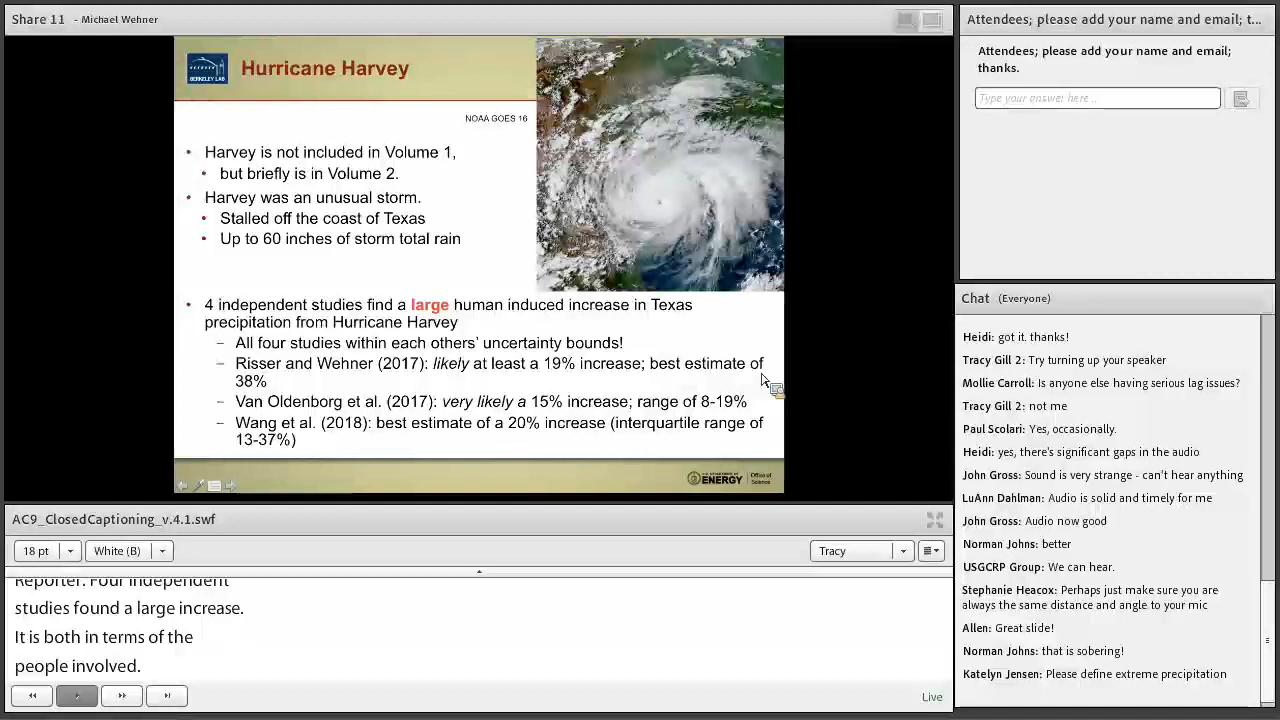 Share 11 - Michael Wehner
BERKELEY LAB
Hurricane Harvey
NOAA GOES 16
• Harvey is not included in Volume 1,
• but briefly is in Volume 2.
• Harvey was an unusual storm.
• Stalled off the coast of Texas
• Up to 60 inches of storm total rain
• 4 independent studies find a large human induced increase in Texas
precipitation from Hurricane Harvey
– All four studies within each others' uncertainty bounds!
– Risser and Wehner (2017): likely at least a 19% increase; best estimate of
38%
– Van Oldenborg et al. (2017): very likely a 15% increase; range of 8-19%
– Wang et al. (2018): best estimate of a 20% increase (interquartile range of
13-37%)
U.S. DEPARTMENT OF
ENERGY
Office of
Science
AC9_ClosedCaptioning_v.4.1.swf
18 pt White (B) Tracy
Reporter: Four independent
studies found a large increase.
It is both in terms of the
people involved.
Live
Attendees; please add your name and email; t...
Attendees; please add your name and email;
thanks.
Type your answer here ..
Chat (Everyone)
Heidi: got it. thanks!
Tracy Gill 2: Try turning up your speaker
Mollie Carroll: Is anyone else having serious lag issues?
Tracy Gill 2: not me
Paul Scolari: Yes, occasionally.
Heidi: yes, there's significant gaps in the audio
John Gross: Sound is very strange - can't hear anything
LuAnn Dahlman: Audio is solid and timely for me
John Gross: Audio now good
Norman Johns: better
USGCRP Group: We can hear.
Stephanie Heacox: Perhaps just make sure you are
always the same distance and angle to your mic
Allen: Great slide!
Norman Johns: that is sobering!
Katelyn Jensen: Please define extreme precipitation